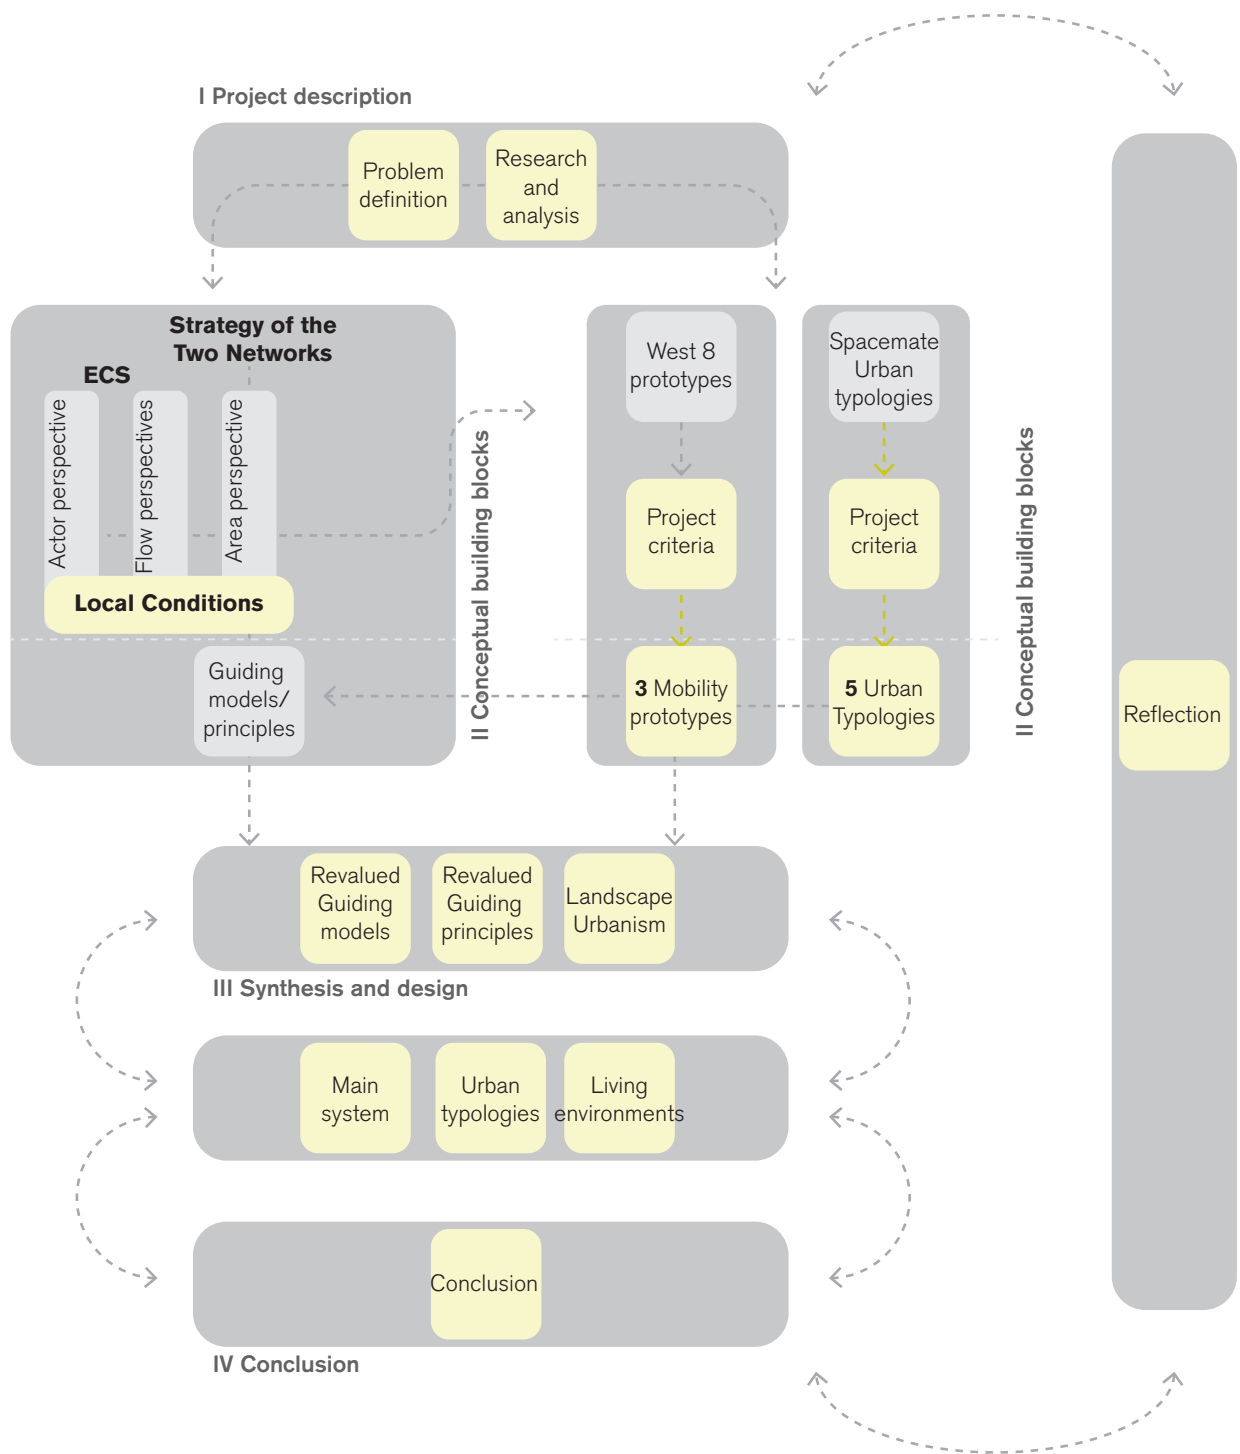 I Project description
Problem
definition
Research
and
analysis
Strategy of the
Two Networks
ECS
Actor perspective
Flow perspectives
Area perspective
Local Conditions
Guiding
models/
principles
II Conceptual building blocks
West 8
prototypes
Project
criteria
3 Mobility
prototypes
Spacemate
Urban
typologies
Project
criteria
5 Urban
Typologies
II Conceptual building blocks
Reflection
Revalued
Guiding
models
Revalued
Guiding
principles
Landscape
Urbanism
III Synthesis and design
Main
system
Urban
typologies
Living
environments
Conclusion
IV Conclusion